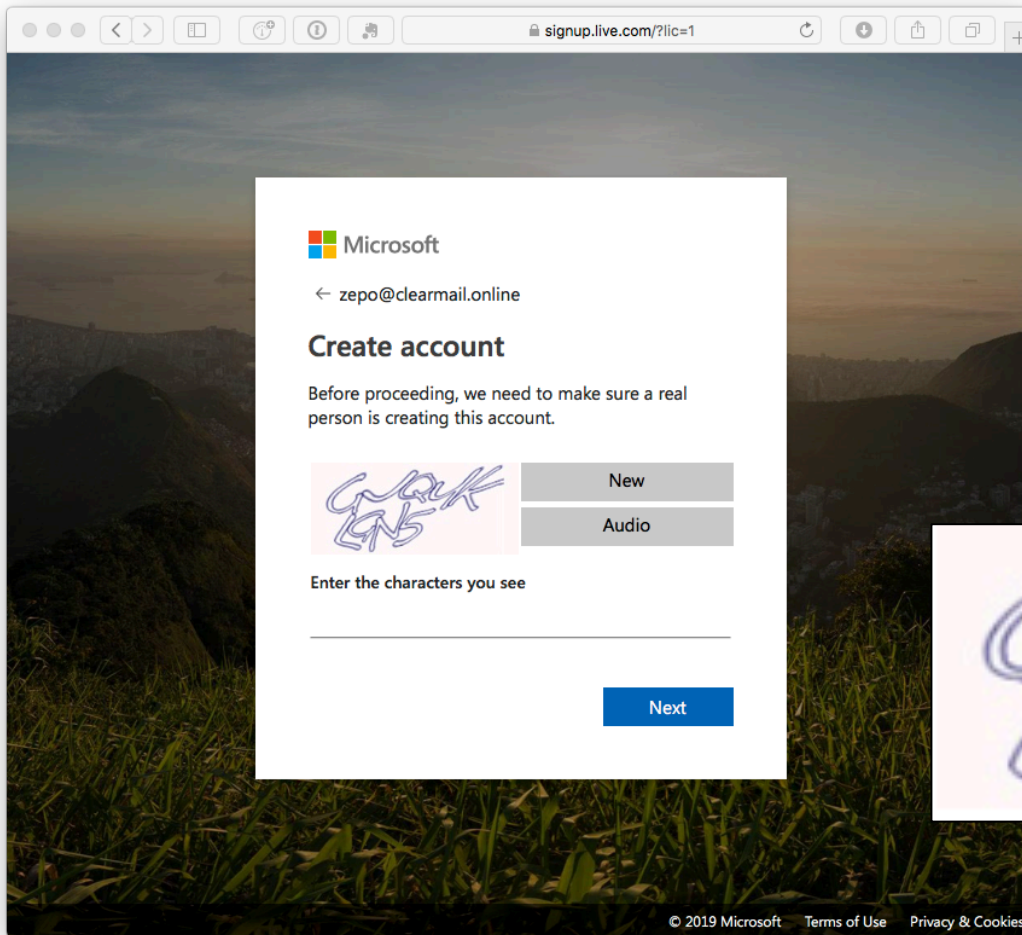 signup.live.com/?lic=1
Microsoft
← zepo@clearmail.online
Create account
Before proceeding, we need to make sure a real
person is creating this account.
New
Audio
Enter the characters you see
Next
© 2019 Microsoft Terms of Use Privacy & Cookies